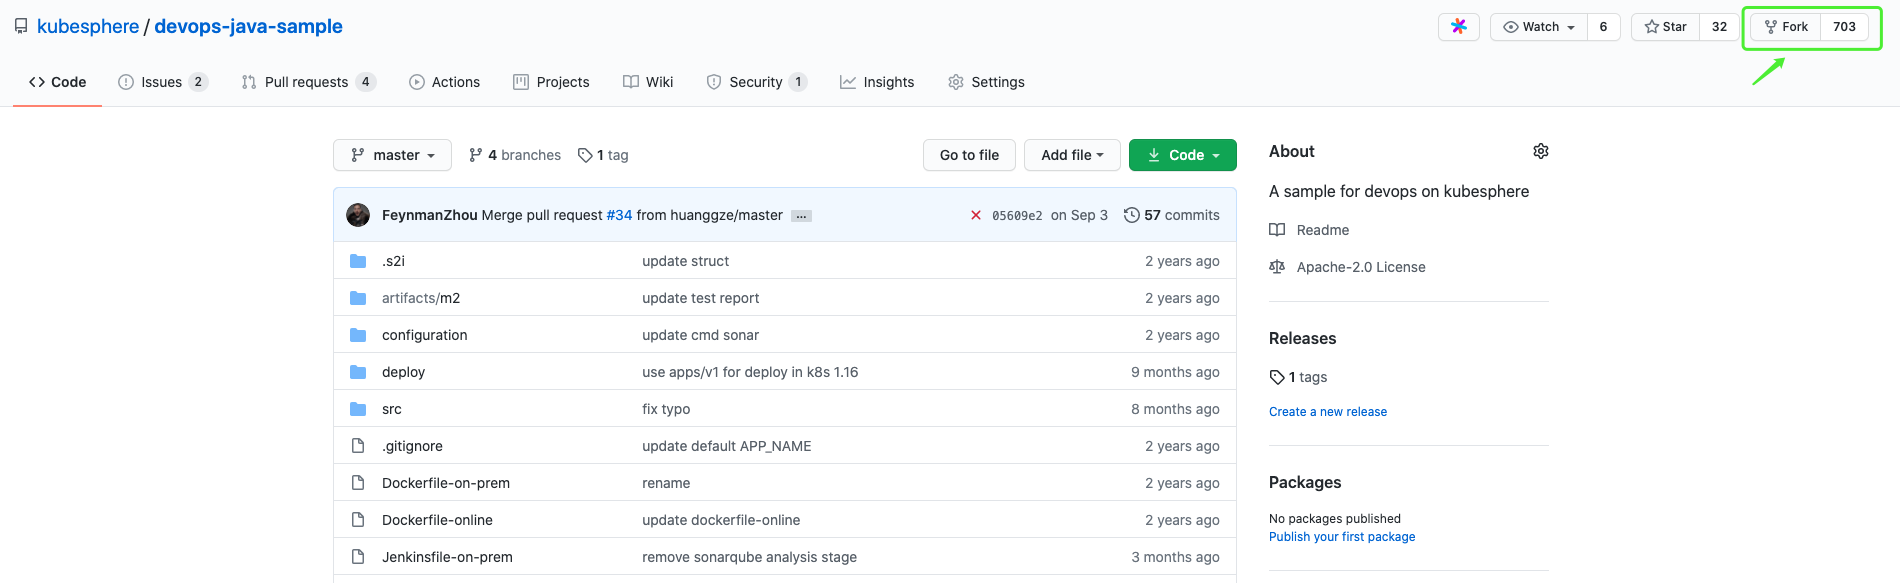 kubesphere / devops-java-sample
Watch 6 Star 32 Fork 703
Code Issues 2 Pull requests 4 Actions Projects Wiki Security 1 Insights Settings
master 4 branches 1 tag Go to file Add file Code
FeynmanZhou Merge pull request #34 from huanggze/master ... 05609e2 on Sep 3 57 commits
.s2i update struct 2 years ago
artifacts/m2 update test report 2 years ago
configuration update cmd sonar 2 years ago
deploy use apps/v1 for deploy in k8s 1.16 9 months ago
src fix typo 8 months ago
.gitignore update default APP_NAME 2 years ago
Dockerfile-on-prem rename 2 years ago
Dockerfile-online update dockerfile-online 2 years ago
Jenkinsfile-on-prem remove sonarqube analysis stage 3 months ago
About
A sample for devops on kubesphere
Readme
Apache-2.0 License
Releases
1 tags
Create a new release
Packages
No packages published
Publish your first package